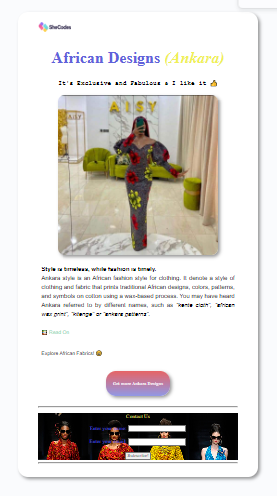 SheCodes
African Designs (Ankara)
It's Exclusive and Fabulous & I like it 👍
AISY
Style is timeless, while fashion is timely.
Ankara style is an African fashion style for clothing. It denote a style of
clothing and fabric that prints traditional African designs, colors, patterns,
and symbols on cotton using a wax-based process. You may have heard
Ankara referred to by different names, such as "kente cloth", "african
wax print", "kitenge" or "ankara patterns".
Read On
Explore African Fabrics!
Get more Ankara Designs
Contact Us
Enter your
Enter your